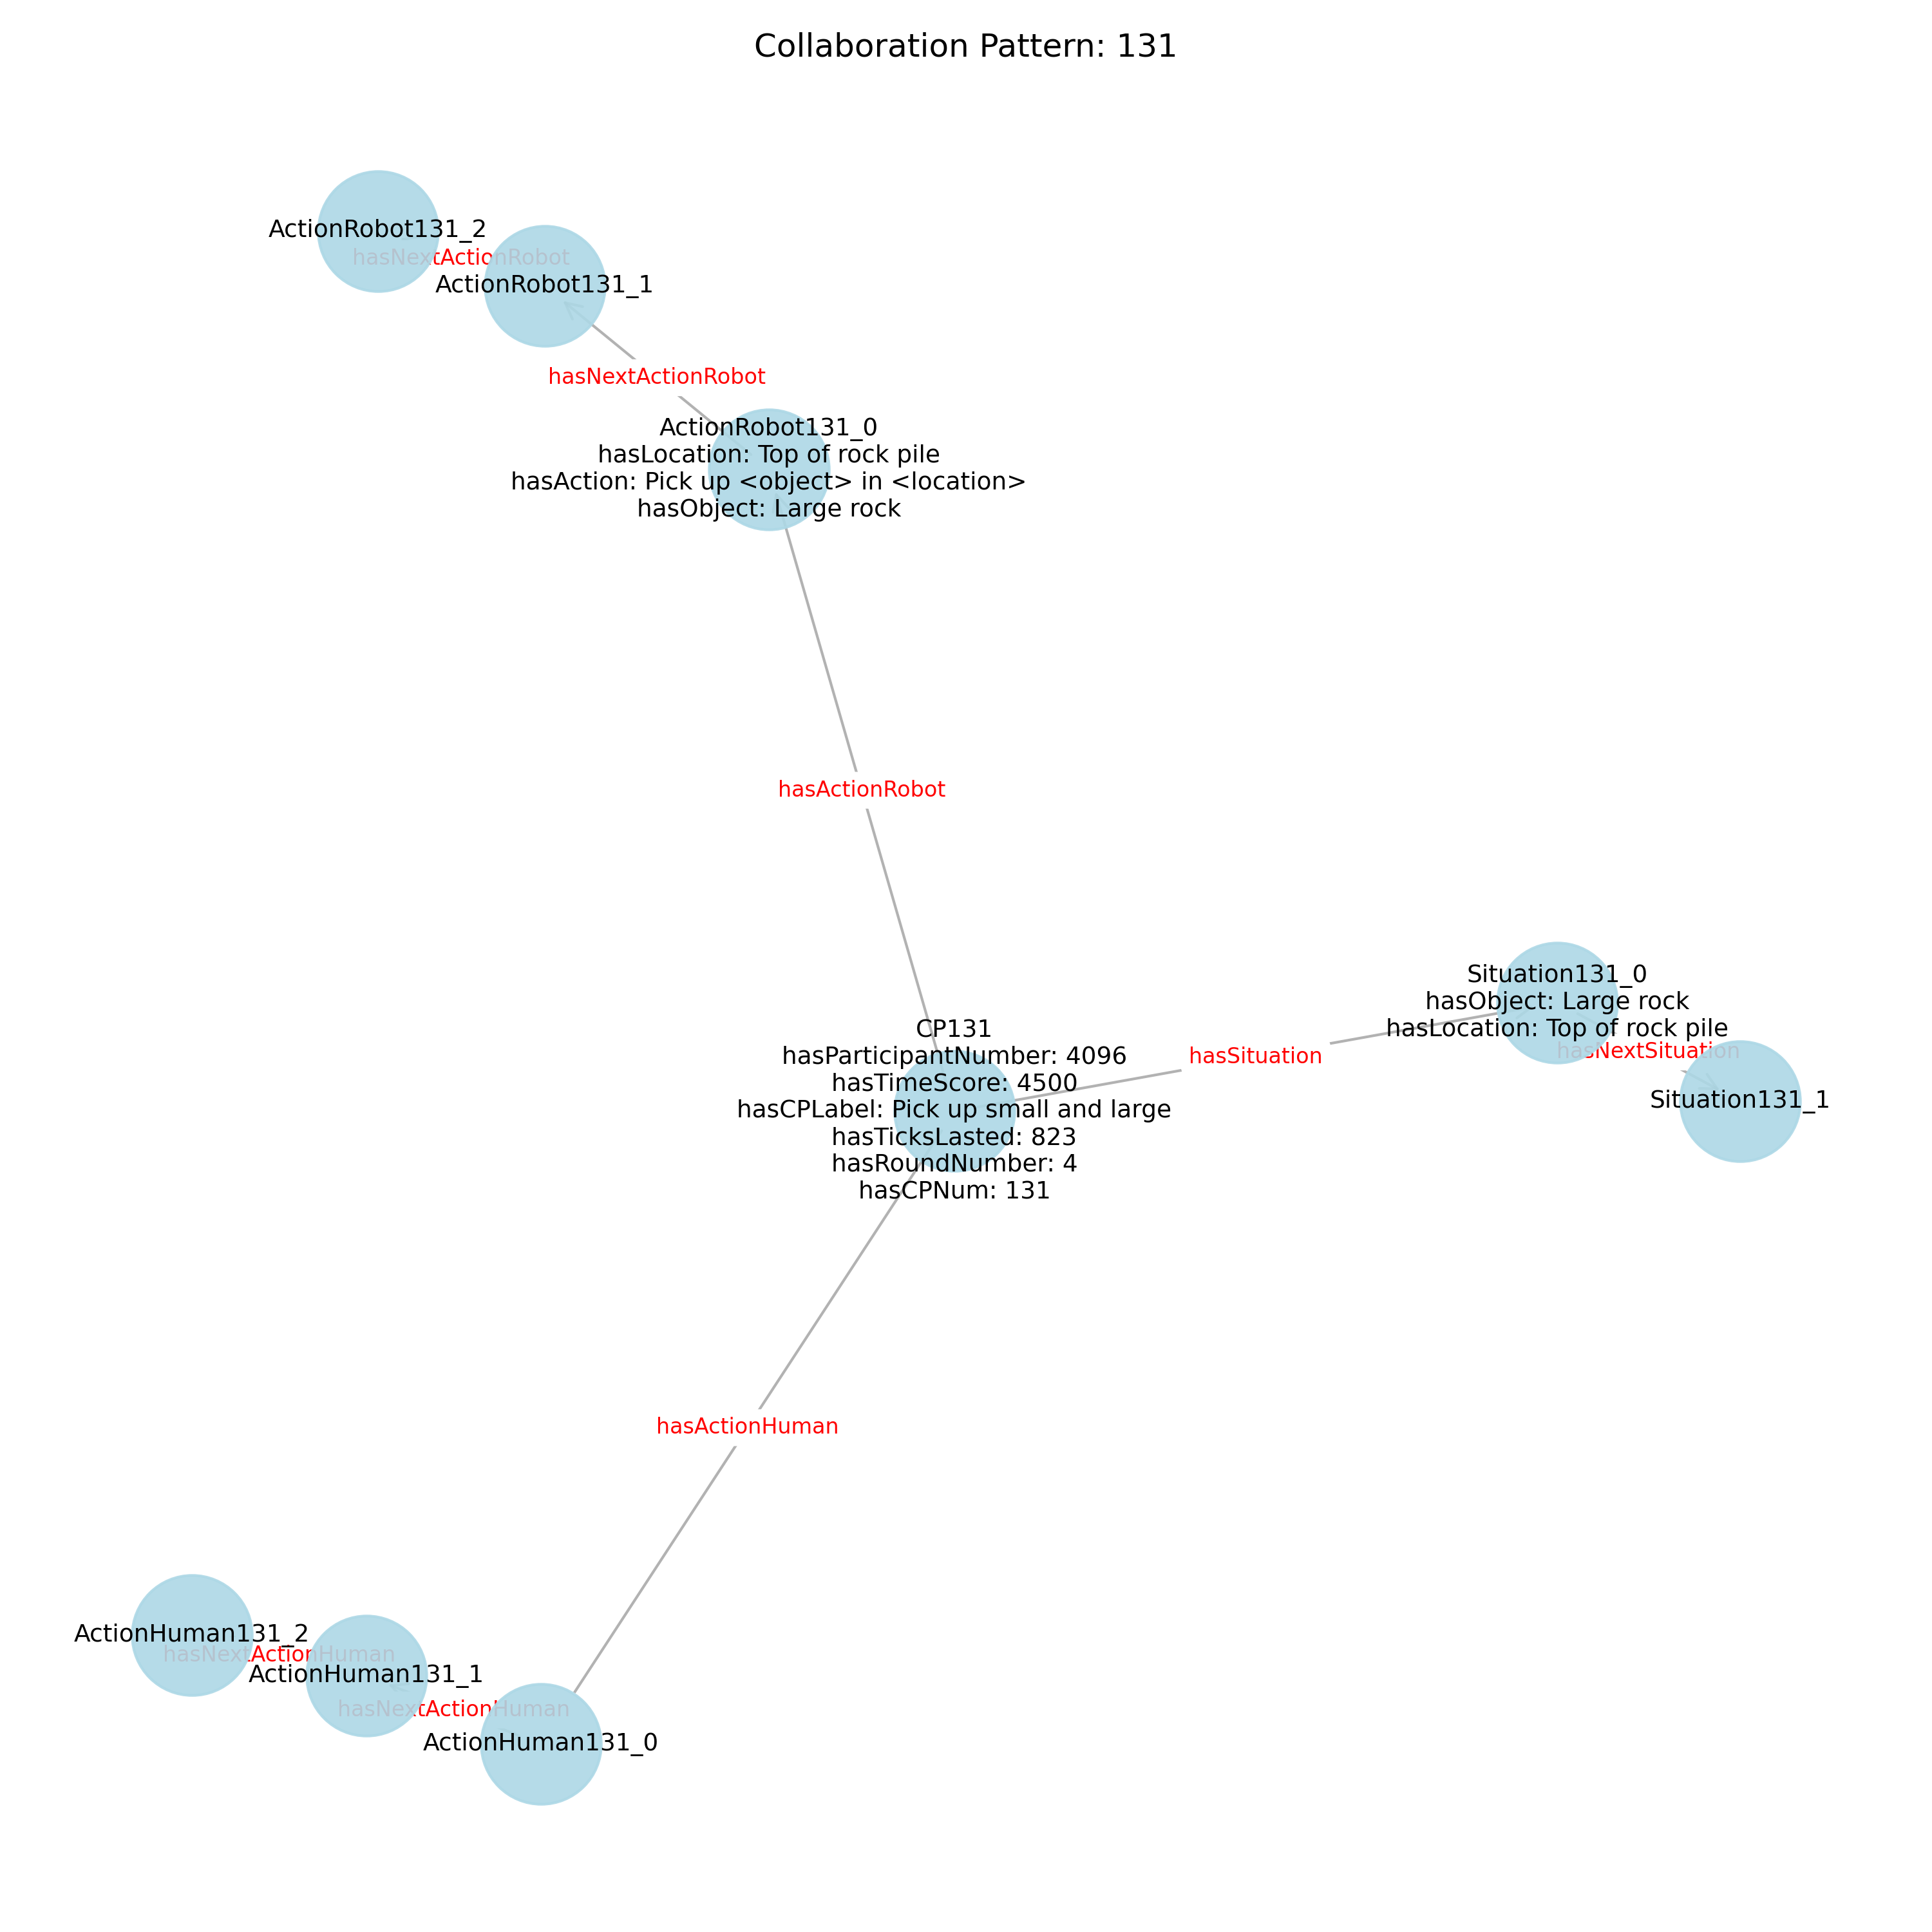 Collaboration Pattern: 131
ActionRobot131_2
hasNextActionRobot
ActionRobot131_1
hasNextActionRobot
ActionRobot131_0
hasLocation: Top of rock pile
hasAction: Pick up <object> in <location>
hasObject: Large rock
hasActionRobot
Situation131_0
hasObject: Large rock
hasLocation: Top of rock pile
hasNextSituation
Situation131_1
hasSituation
CP131
hasParticipantNumber: 4096
hasTimeScore: 4500
hasCPLabel: Pick up small and large
hasTicksLasted: 823
hasRoundNumber: 4
hasCPNum: 131
hasActionHuman
ActionHuman131_2
hasNextActionHuman
ActionHuman131_1
hasNextActionHuman
ActionHuman131_0